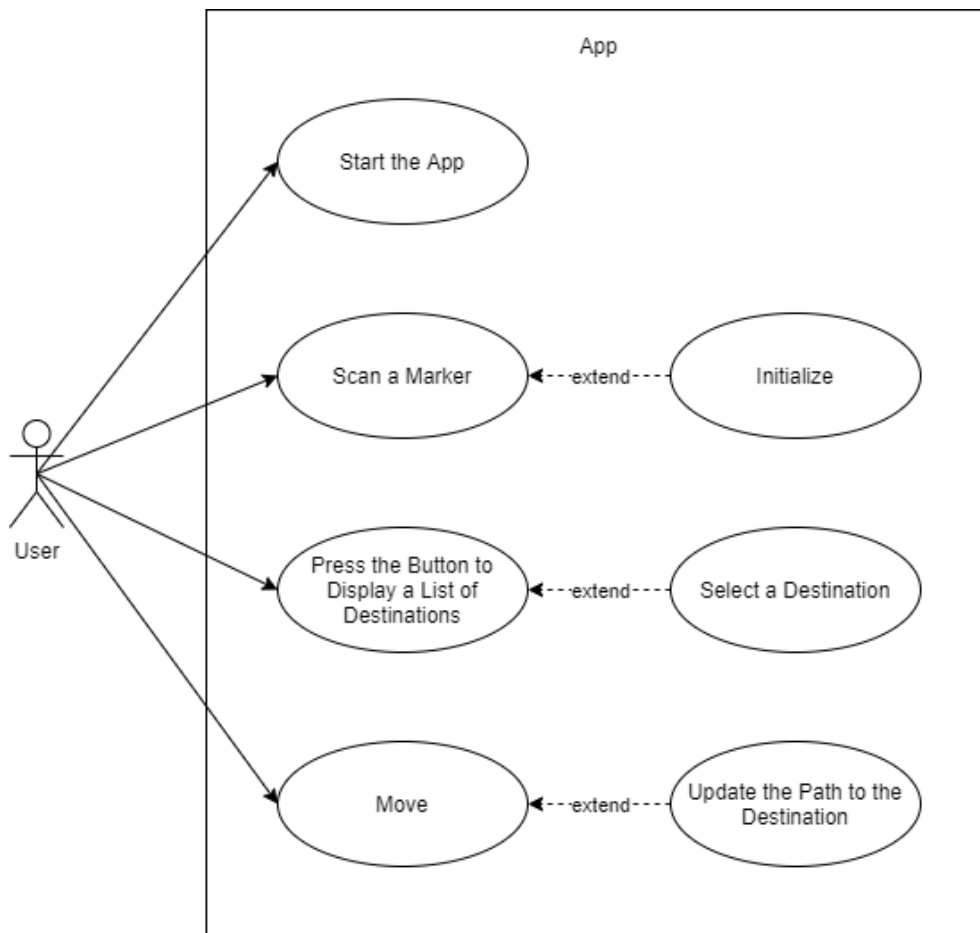 App
Start the App
Scan a Marker
extend
Initialize
User
Press the Button to
Display a List of
Destinations
extend
Select a Destination
Move
extend
Update the Path to the
Destination